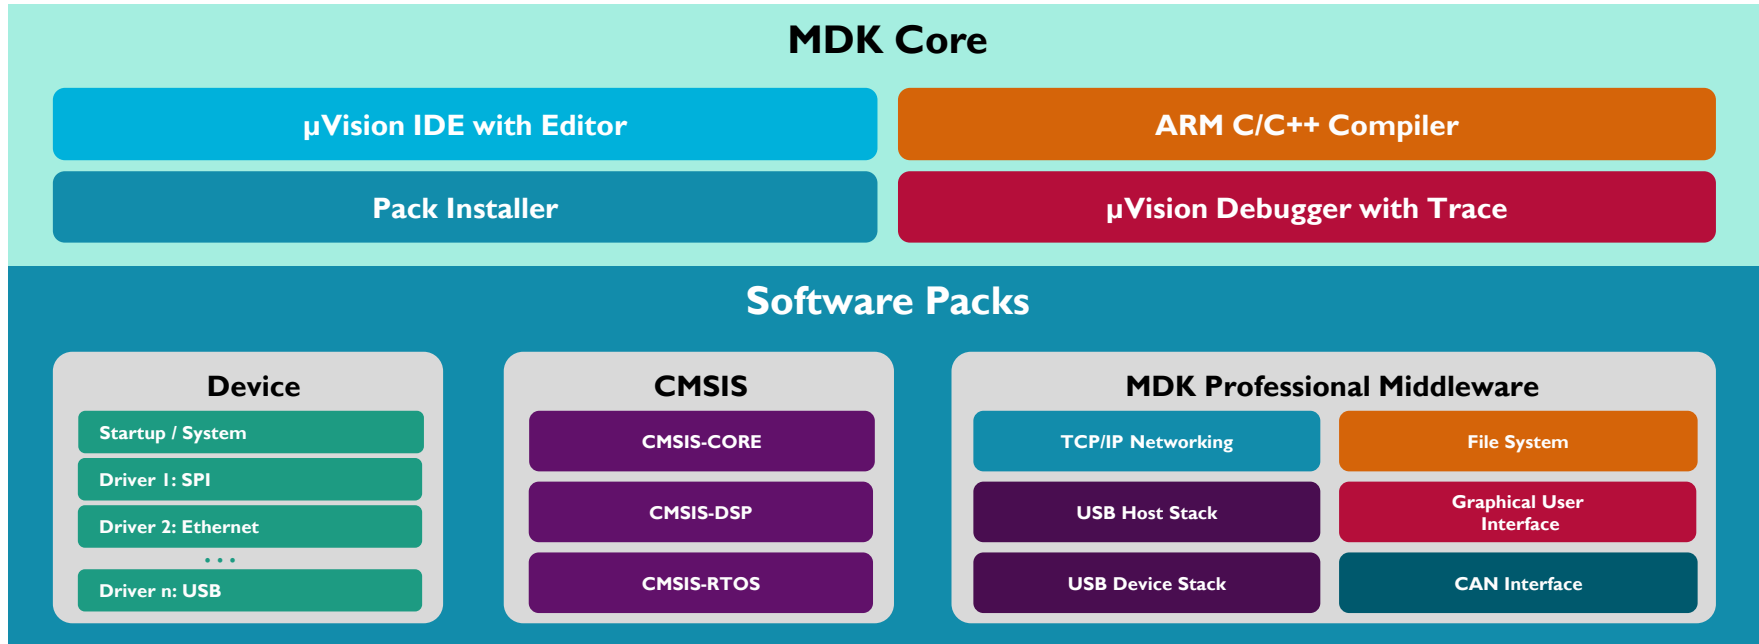 MDK Core
µVision IDE with Editor
ARM C/C++ Compiler
Pack Installer
µVision Debugger with Trace
Software Packs
Device
Startup / System
Driver 1: SPI
Driver 2: Ethernet
...
Driver n: USB
CMSIS
CMSIS-CORE
CMSIS-DSP
CMSIS-RTOS
MDK Professional Middleware
TCP/IP Networking
File System
USB Host Stack
Graphical User
Interface
USB Device Stack
CAN Interface